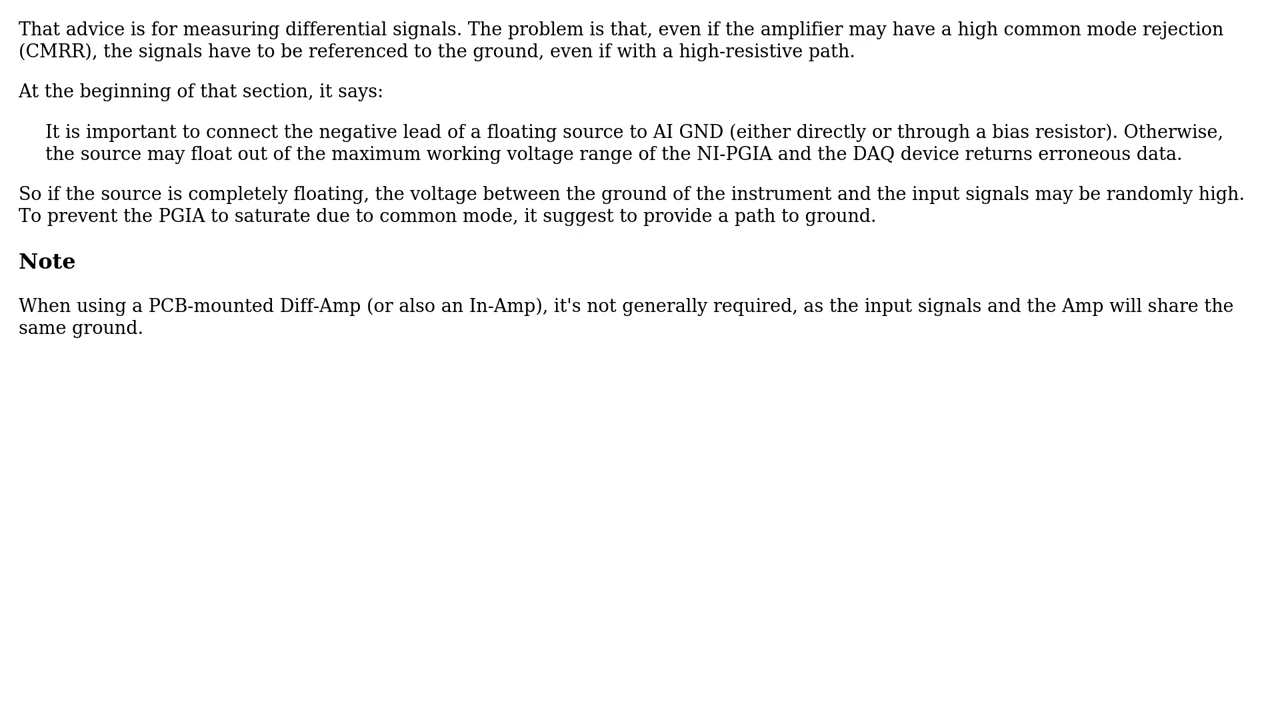 That advice is for measuring differential signals. The problem is that, even if the amplifier may have a high common mode rejection
(CMRR), the signals have to be referenced to the ground, even if with a high-resistive path.
At the beginning of that section, it says:
It is important to connect the negative lead of a floating source to AI GND (either directly or through a bias resistor). Otherwise,
the source may float out of the maximum working voltage range of the NI-PGIA and the DAQ device returns erroneous data.
So if the source is completely floating, the voltage between the ground of the instrument and the input signals may be randomly high.
To prevent the PGIA to saturate due to common mode, it suggest to provide a path to ground.
Note
When using a PCB-mounted Diff-Amp (or also an In-Amp), it's not generally required, as the input signals and the Amp will share the
same ground.